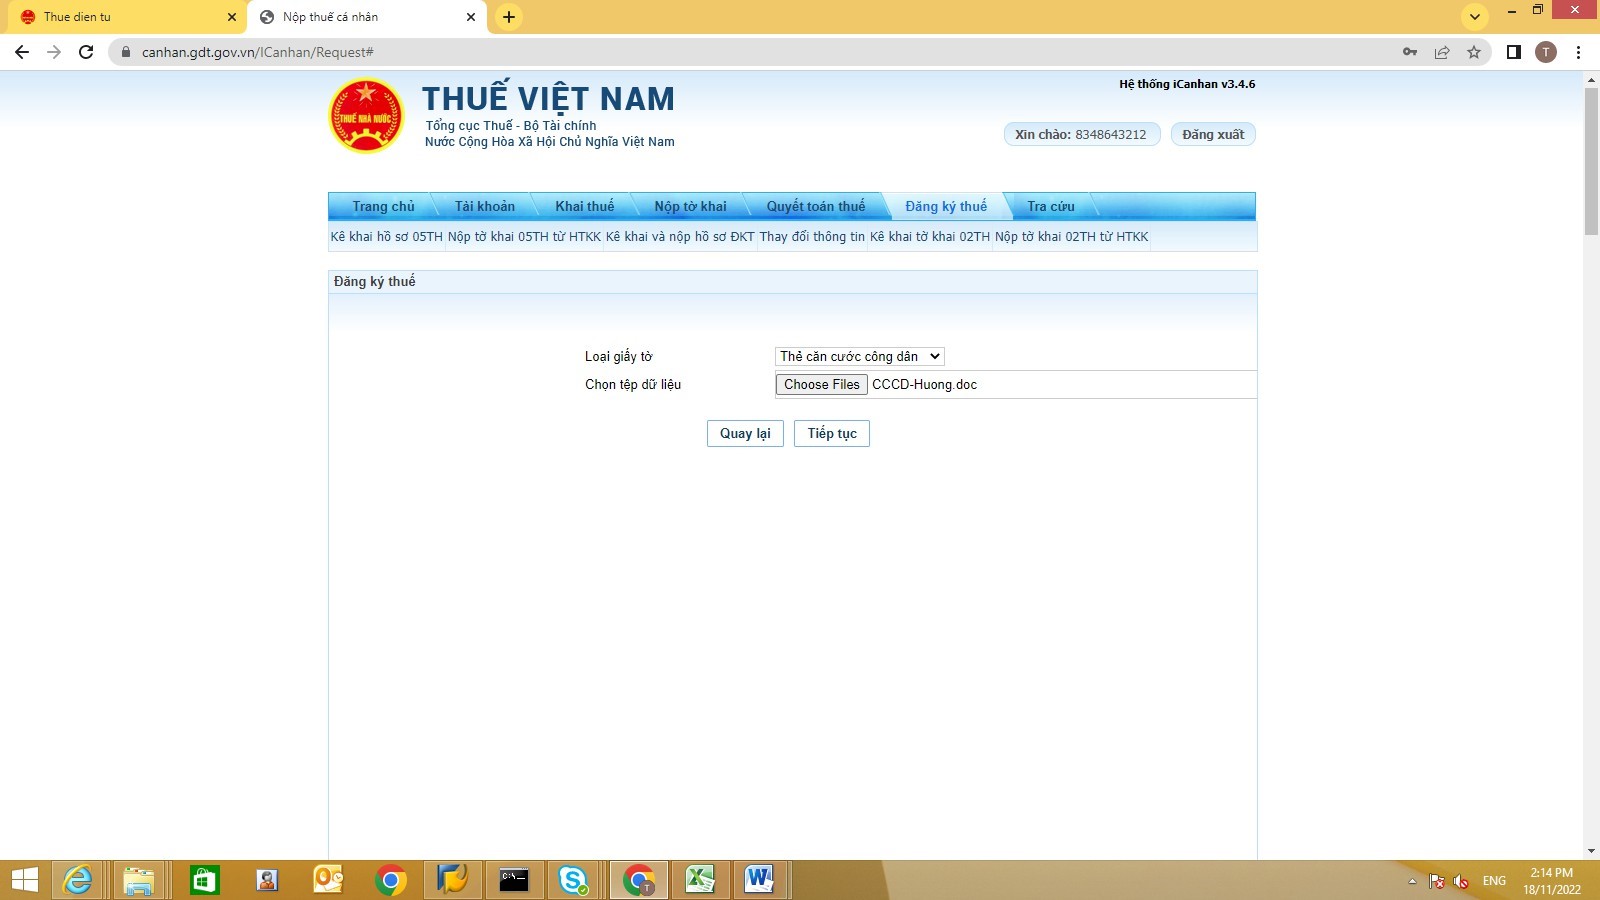 Thue dien tu
Nộp thuế cá nhân
canhan.gdt.gov.vn/ICanhan/Request#
T
Hệ thống iCanhan v3.4.6
THUẾ NHÀ NƯỚC
THUẾ VIỆT NAM
Tổng cục Thuế - Bộ Tài chính
Nước Cộng Hòa Xã Hội Chủ Nghĩa Việt Nam
Xin chào: 8348643212
Đăng xuất
Trang chủ Tài khoản Khai thuế Nộp tờ khai Quyết toán thuế Đăng ký thuế Tra cứu
Kê khai hồ sơ 05TH Nộp tờ khai 05TH từ HTKK Kê khai và nộp hồ sơ ĐKT Thay đổi thông tin Kê khai tờ khai 02TH Nộp tờ khai 02TH từ HTKK
Đăng ký thuế
Loại giấy tờ Thẻ căn cước công dân
Chọn tệp dữ liệu Choose Files CCCD-Huong.doc
Quay lại Tiếp tục
C:\_
T
ENG
2:14 PM
18/11/2022